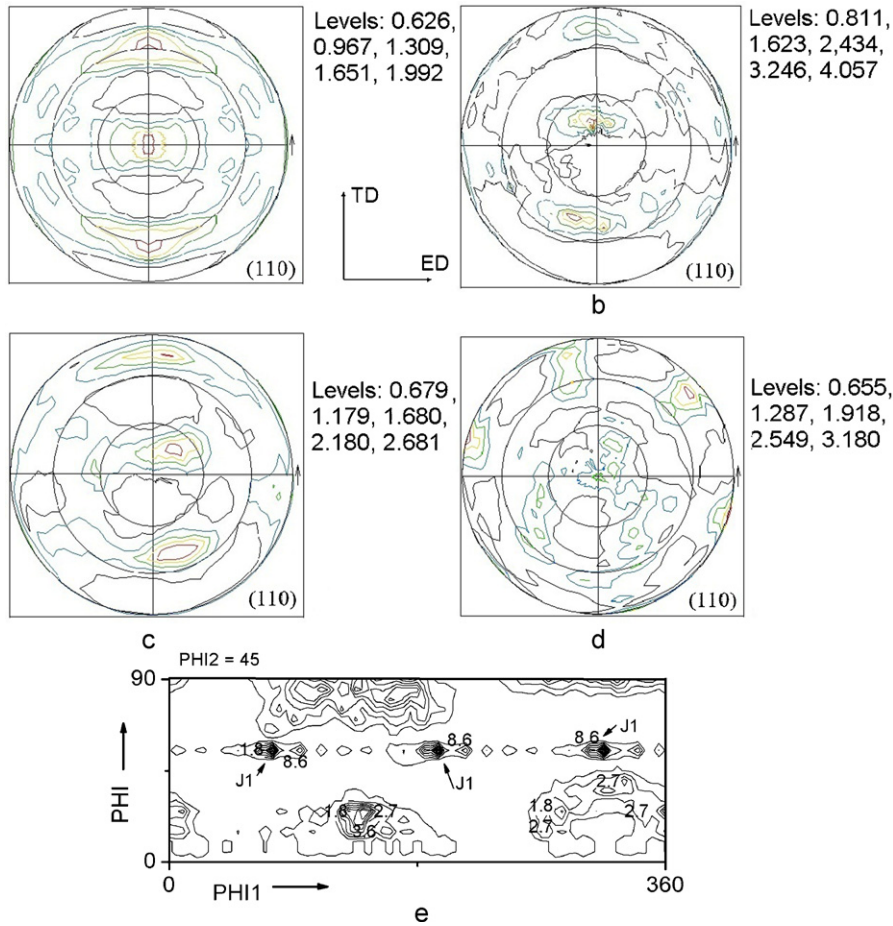 Levels: 0.626,
0.967, 1.309,
1.651, 1.992
(110)
Levels: 0.811,
1.623, 2,434,
3.246, 4.057
(110)
b
TD
ED
Levels: 0.679,
1.179, 1.680,
2.180, 2.681
(110)
c
Levels: 0.655,
1.287, 1.918,
2.549, 3.180
(110)
d
PHI2 = 45
90
PHI
0
1.8
8.6
J1
8.6
J1
8.6
J1
1.8
2.7
3.6
2.7
1.8
2.7
2.7
0
PHI1
360
e